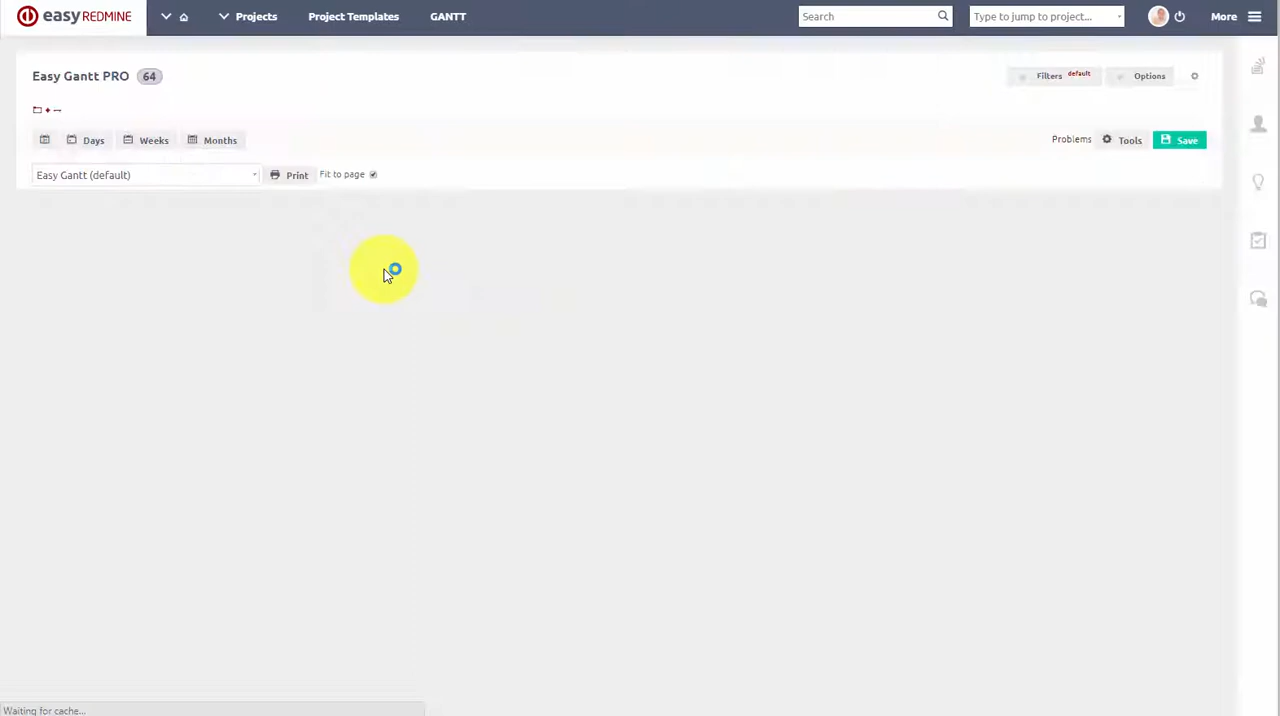 easy REDMINE Projects Project Templates GANTT Search Type to jump to project... More
Easy Gantt PRO 64 Filters default Options
Days Weeks Months Problems Tools Save
Easy Gantt (default) Print Fit to page
Waiting for cache...